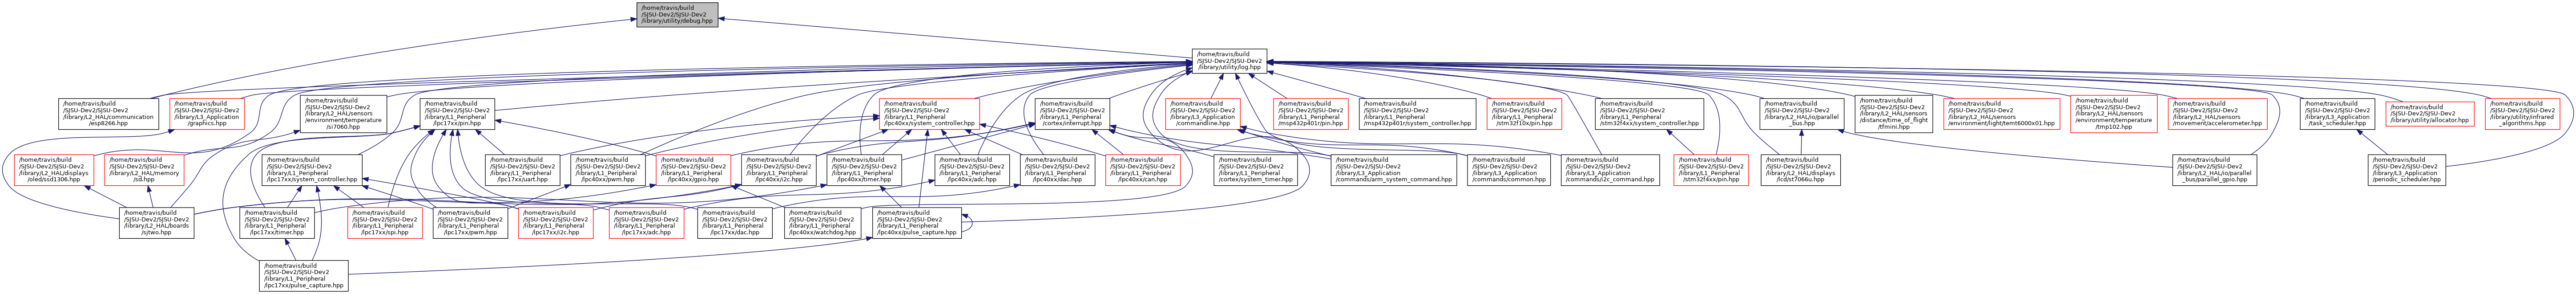 /home/travis/build
/SJSU-Dev2/SJSU-Dev2
/library/utility/debug.hpp
/home/travis/build
/SJSU-Dev2/SJSU-Dev2
/library/utility/log.hpp
/home/travis/build
/SJSU-Dev2/SJSU-Dev2
/library/L2_HAL/communication
/esp8266.hpp
/home/travis/build
/SJSU-Dev2/SJSU-Dev2
/library/L3_Application
/graphics.hpp
/home/travis/build
/SJSU-Dev2/SJSU-Dev2
/library/L2_HAL/sensors
/environment/temperature
/si7060.hpp
/home/travis/build
/SJSU-Dev2/SJSU-Dev2
/library/L1_Peripheral
/lpc17xx/pin.hpp
/home/travis/build
/SJSU-Dev2/SJSU-Dev2
/library/L1_Peripheral
/lpc40xx/system_controller.hpp
/home/travis/build
/SJSU-Dev2/SJSU-Dev2
/library/L1_Peripheral
/cortex/interrupt.hpp
/home/travis/build
/SJSU-Dev2/SJSU-Dev2
/library/L3_Application
/commandline.hpp
/home/travis/build
/SJSU-Dev2/SJSU-Dev2
/library/L1_Peripheral
/msp432p401r/pin.hpp
/home/travis/build
/SJSU-Dev2/SJSU-Dev2
/library/L1_Peripheral
/msp432p401r/system_controller.hpp
/home/travis/build
/SJSU-Dev2/SJSU-Dev2
/library/L1_Peripheral
/stm32f10x/pin.hpp
/home/travis/build
/SJSU-Dev2/SJSU-Dev2
/library/L1_Peripheral
/stm32f4xx/system_controller.hpp
/home/travis/build
/SJSU-Dev2/SJSU-Dev2
/library/L2_HAL/io/parallel
_bus.hpp
/home/travis/build
/SJSU-Dev2/SJSU-Dev2
/library/L2_HAL/sensors
/distance/time_of_flight
/tfmini.hpp
/home/travis/build
/SJSU-Dev2/SJSU-Dev2
/library/L2_HAL/sensors
/environment/light/temt6000x01.hpp
/home/travis/build
/SJSU-Dev2/SJSU-Dev2
/library/L2_HAL/sensors
/environment/temperature
/tmp102.hpp
/home/travis/build
/SJSU-Dev2/SJSU-Dev2
/library/L2_HAL/sensors
/movement/accelerometer.hpp
/home/travis/build
/SJSU-Dev2/SJSU-Dev2
/library/L3_Application
/task_scheduler.hpp
/home/travis/build
/SJSU-Dev2/SJSU-Dev2
/library/utility/allocator.hpp
/home/travis/build
/SJSU-Dev2/SJSU-Dev2
/library/utility/infrared
_algorithms.hpp
/home/travis/build
/SJSU-Dev2/SJSU-Dev2
/library/L2_HAL/displays
/oled/ssd1306.hpp
/home/travis/build
/SJSU-Dev2/SJSU-Dev2
/library/L2_HAL/memory
/sd.hpp
/home/travis/build
/SJSU-Dev2/SJSU-Dev2
/library/L1_Peripheral
/lpc17xx/system_controller.hpp
/home/travis/build
/SJSU-Dev2/SJSU-Dev2
/library/L1_Peripheral
/lpc17xx/uart.hpp
/home/travis/build
/SJSU-Dev2/SJSU-Dev2
/library/L1_Peripheral
/lpc40xx/pwm.hpp
/home/travis/build
/SJSU-Dev2/SJSU-Dev2
/library/L1_Peripheral
/lpc40xx/gpio.hpp
/home/travis/build
/SJSU-Dev2/SJSU-Dev2
/library/L1_Peripheral
/lpc40xx/i2c.hpp
/home/travis/build
/SJSU-Dev2/SJSU-Dev2
/library/L1_Peripheral
/lpc40xx/timer.hpp
/home/travis/build
/SJSU-Dev2/SJSU-Dev2
/library/L1_Peripheral
/lpc40xx/adc.hpp
/home/travis/build
/SJSU-Dev2/SJSU-Dev2
/library/L1_Peripheral
/lpc40xx/dac.hpp
/home/travis/build
/SJSU-Dev2/SJSU-Dev2
/library/L1_Peripheral
/lpc40xx/can.hpp
/home/travis/build
/SJSU-Dev2/SJSU-Dev2
/library/L1_Peripheral
/cortex/system_timer.hpp
/home/travis/build
/SJSU-Dev2/SJSU-Dev2
/library/L3_Application
/commands/arm_system_command.hpp
/home/travis/build
/SJSU-Dev2/SJSU-Dev2
/library/L3_Application
/commands/common.hpp
/home/travis/build
/SJSU-Dev2/SJSU-Dev2
/library/L3_Application
/commands/i2c_command.hpp
/home/travis/build
/SJSU-Dev2/SJSU-Dev2
/library/L1_Peripheral
/stm32f4xx/pin.hpp
/home/travis/build
/SJSU-Dev2/SJSU-Dev2
/library/L2_HAL/displays
/lcd/st7066u.hpp
/home/travis/build
/SJSU-Dev2/SJSU-Dev2
/library/L2_HAL/io/parallel
_bus/parallel_gpio.hpp
/home/travis/build
/SJSU-Dev2/SJSU-Dev2
/library/L3_Application
/periodic_scheduler.hpp
/home/travis/build
/SJSU-Dev2/SJSU-Dev2
/library/L2_HAL/boards
/sjtwo.hpp
/home/travis/build
/SJSU-Dev2/SJSU-Dev2
/library/L1_Peripheral
/lpc17xx/timer.hpp
/home/travis/build
/SJSU-Dev2/SJSU-Dev2
/library/L1_Peripheral
/lpc17xx/spi.hpp
/home/travis/build
/SJSU-Dev2/SJSU-Dev2
/library/L1_Peripheral
/lpc17xx/pwm.hpp
/home/travis/build
/SJSU-Dev2/SJSU-Dev2
/library/L1_Peripheral
/lpc17xx/i2c.hpp
/home/travis/build
/SJSU-Dev2/SJSU-Dev2
/library/L1_Peripheral
/lpc17xx/adc.hpp
/home/travis/build
/SJSU-Dev2/SJSU-Dev2
/library/L1_Peripheral
/lpc17xx/dac.hpp
/home/travis/build
/SJSU-Dev2/SJSU-Dev2
/library/L1_Peripheral
/lpc40xx/watchdog.hpp
/home/travis/build
/SJSU-Dev2/SJSU-Dev2
/library/L1_Peripheral
/lpc40xx/pulse_capture.hpp
/home/travis/build
/SJSU-Dev2/SJSU-Dev2
/library/L1_Peripheral
/lpc17xx/pulse_capture.hpp